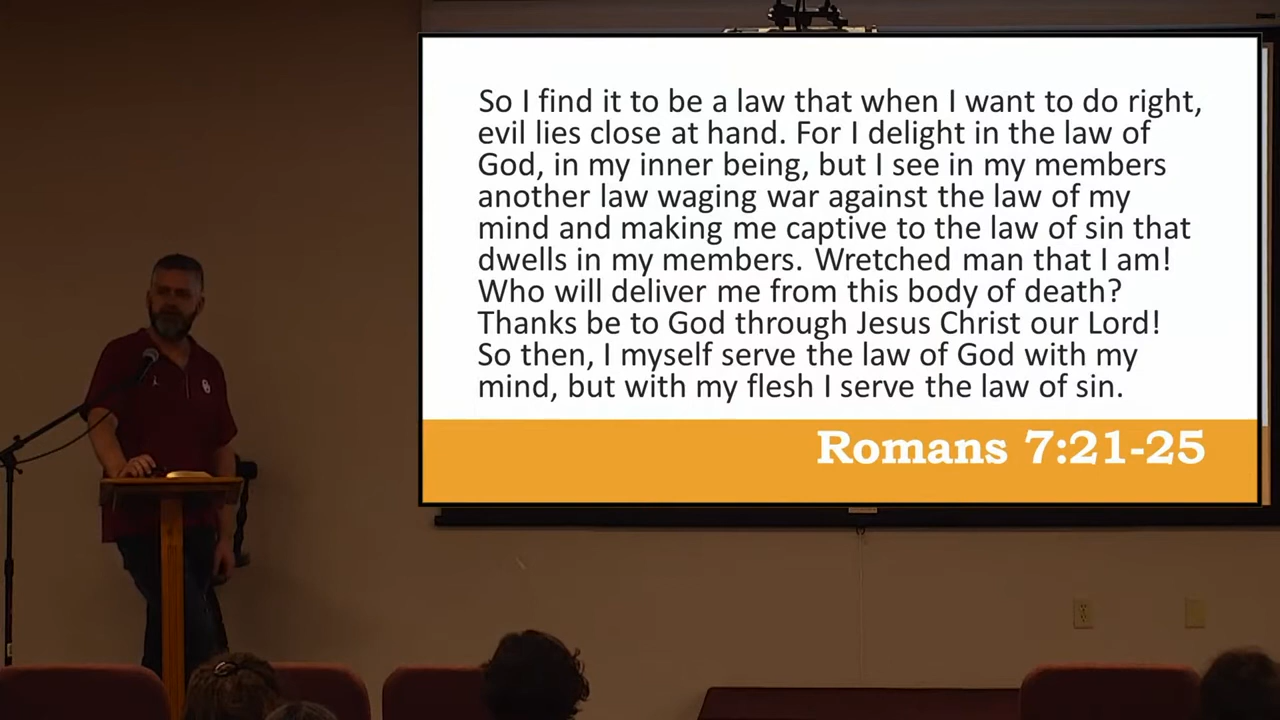 So I find it to be a law that when I want to do right,
evil lies close at hand. For I delight in the law of
God, in my inner being, but I see in my members
another law waging war against the law of my
mind and making me captive to the law of sin that
dwells in my members. Wretched man that I am!
Who will deliver me from this body of death?
Thanks be to God through Jesus Christ our Lord!
So then, I myself serve the law of God with my
mind, but with my flesh I serve the law of sin.
Romans 7:21-25